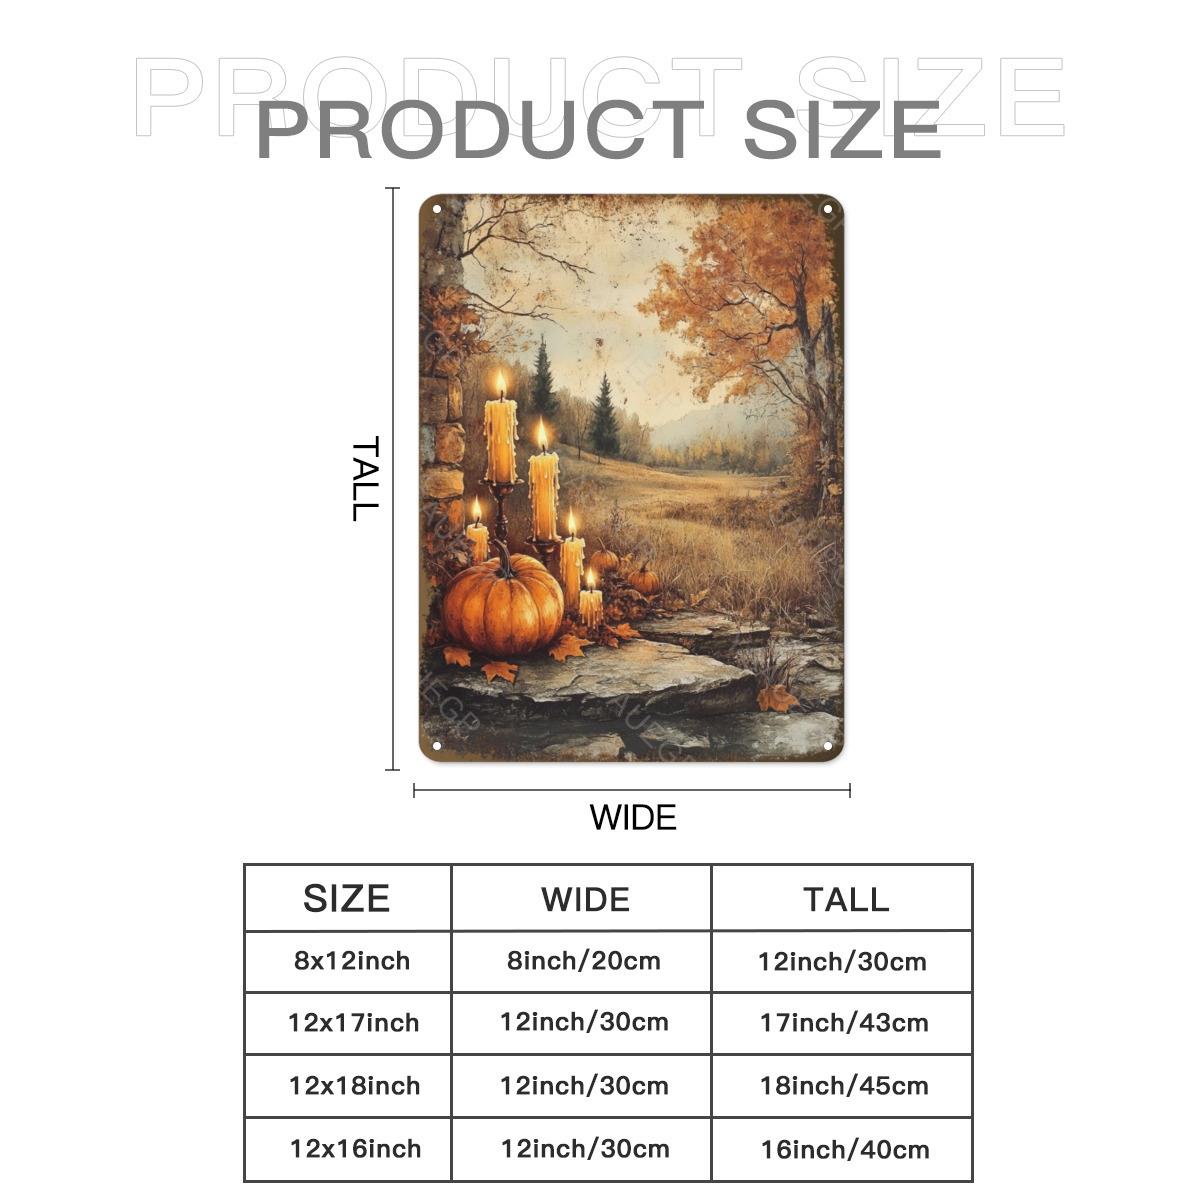 PRODUCT SIZE
PRODUCT SIZE
TALL
WIDE
SIZE WIDE TALL
8x12inch 8inch/20cm 12inch/30cm
12x17inch 12inch/30cm 17inch/43cm
12x18inch 12inch/30cm 18inch/45cm
12x16inch 12inch/30cm 16inch/40cm